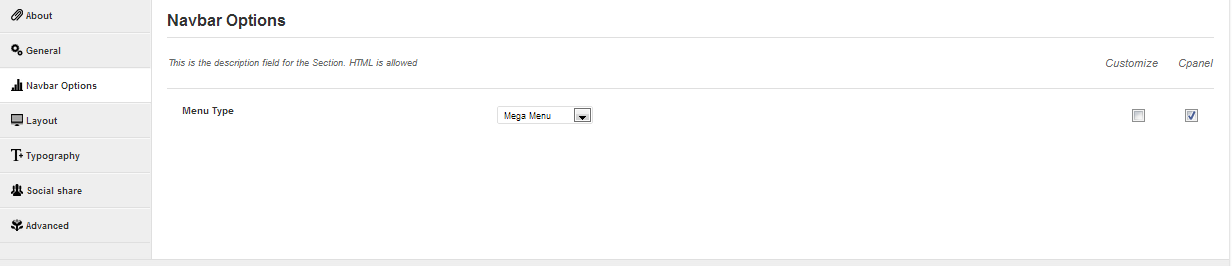 About
General
Navbar Options
Layout
Typography
Social share
Advanced
Navbar Options
This is the description field for the Section. HTML is allowed
Customize Cpanel
Menu Type
Mega Menu